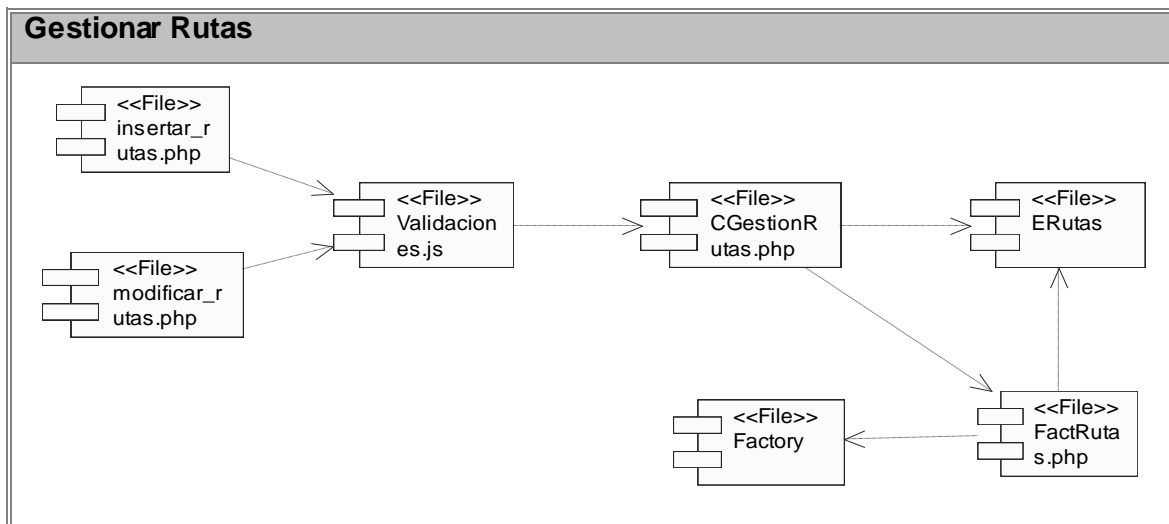 Gestionar Rutas
<<File>>
insertar_r
utas.php
<<File>>
Validacion
es.js
<<File>>
CGestionR
utas.php
<<File>>
ERutas
<<File>>
modificar_r
utas.php
<<File>>
Factory
<<File>>
FactRuta
s.php